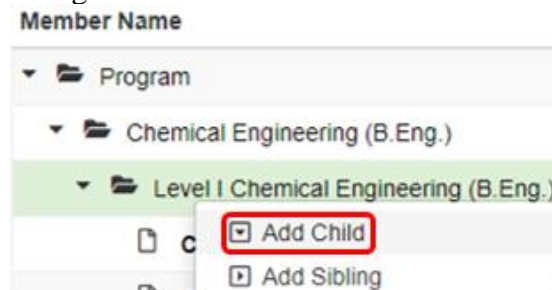 Member Name
Program
Chemical Engineering (B.Eng.)
Level I Chemical Engineering (B.Eng.)
C
Add Child
Add Sibling